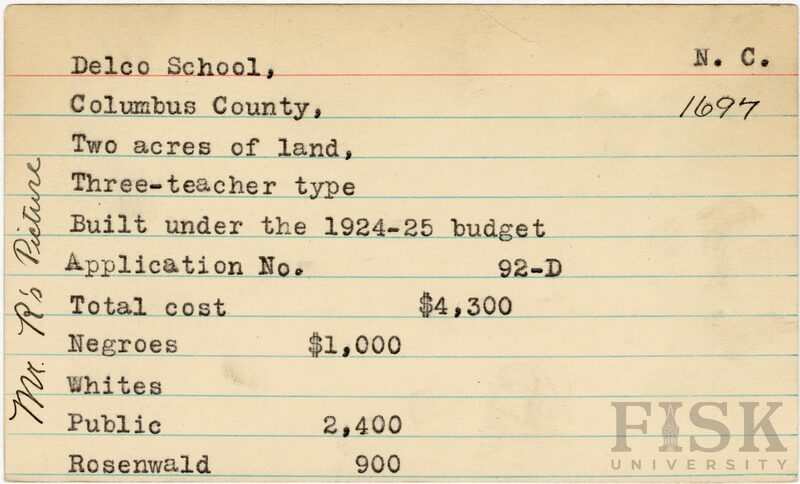 Delco School, N. C.
Columbus County, 1697
Two acres of land,
Three-teacher type
Built under the 1924-25 budget
Application No. 92-D
Total cost $4,300
Negroes $1,000
Whites
Public 2,400
Rosenwald 900
Mr. R's Picture
FISK
UNIVERSITY